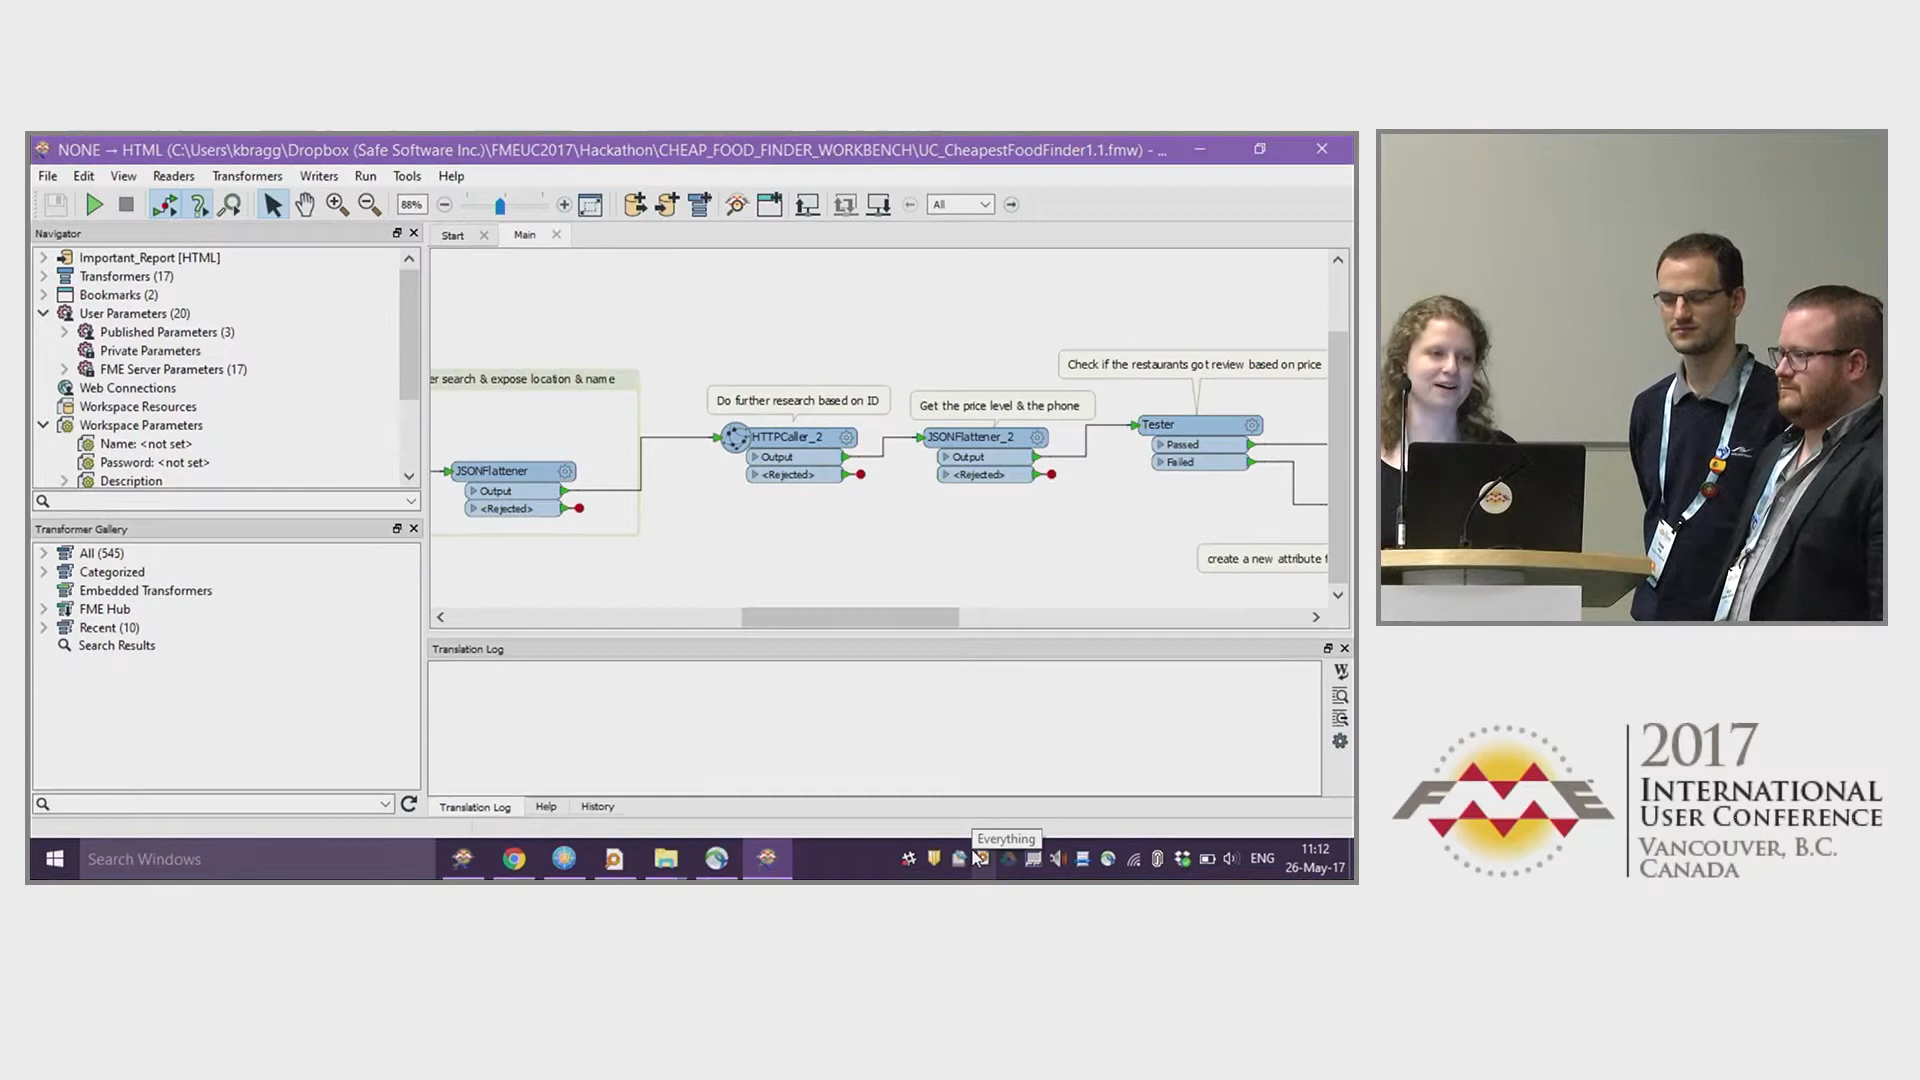 NONE → HTML (C:\Users\kbragg\Dropbox (Safe Software Inc.)\FMEUC2017\Hackathon\CHEAP_FOOD_FINDER_WORKBENCH\UC_CheapestFoodFinder1.1.fmw) - ...
File Edit View Readers Transformers Writers Run Tools Help
88%
All
Navigator
Important_Report [HTML]
Transformers (17)
Bookmarks (2)
User Parameters (20)
Published Parameters (3)
Private Parameters
FME Server Parameters (17)
Web Connections
Workspace Resources
Workspace Parameters
Name: <not set>
Password: <not set>
Description
Transformer Gallery
All (545)
Categorized
Embedded Transformers
FME Hub
Recent (10)
Search Results
Start
Main
er search & expose location & name
JSONFlattener
Output
<Rejected>
Do further research based on ID
HTTPCaller_2
Output
<Rejected>
Get the price level & the phone
JSONFlattener_2
Output
<Rejected>
Check if the restaurants got review based on price
Tester
Passed
Failed
create a new attribute f
Translation Log
Translation Log Help History
Everything
Search Windows
ENG
11:12
26-May-17
FME
2017
INTERNATIONAL
USER CONFERENCE
VANCOUVER, B.C.
CANADA